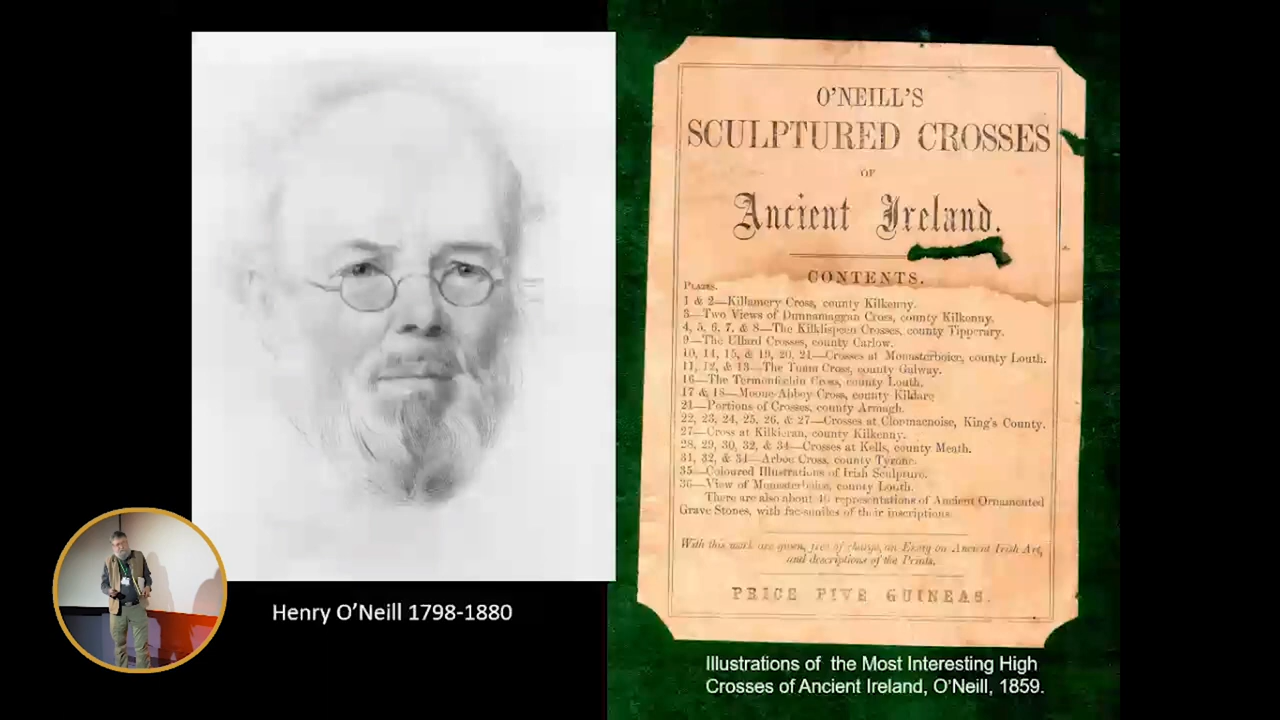 Henry O’Neill 1798-1880
O'NEILL'S
SCULPTURED CROSSES
OF
Ancient Ireland.
CONTENTS.
PLATES.
1 & 2—Killamery Cross, county Kilkenny.
3—Two Views of Dunnamaggan Cross, county Kilkenny.
4, 5, 6, 7, & 8—The Kilklispeen Crosses, county Tipperary.
9—The Ullard Crosses, county Carlow.
10, 14, 15, & 19, 20, 21—Crosses at Monasterboice, county Louth.
11, 12, & 13—The Tuam Cross, county Galway.
16—The Termonfechin Cross, county Louth.
17 & 18—Moone Abbey Cross, county Kildare
21—Portions of Crosses, county Armagh.
22, 23, 24, 25, 26, & 27—Crosses at Clonmacnoise, King's County.
27—Cross at Kilkieran, county Kilkenny.
28, 29, 30, 32, & 34—Crosses at Kells, county Meath.
31, 32, & 34—Arboe Cross, county Tyrone.
35—Coloured Illustrations of Irish Sculpture.
36—View of Monasterboice, county Louth.
There are also about representations of Ancient Ornamented
Grave Stones, with fac-similes of their inscriptions.
With this work are given, free of charge, an Essay on Ancient Irish Art,
and descriptions of the Prints.
PRICE FIVE GUINEAS.
Illustrations of the Most Interesting High
Crosses of Ancient Ireland, O’Neill, 1859.